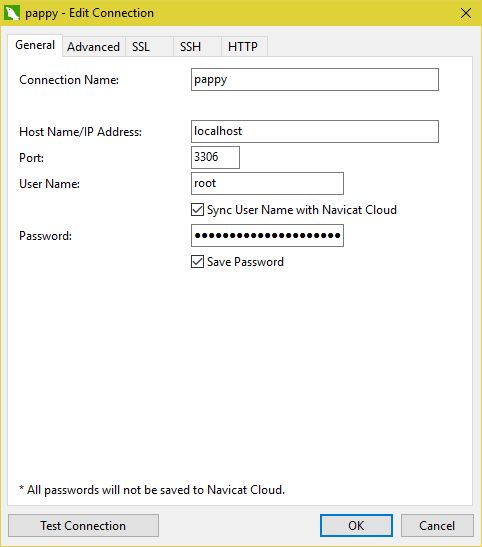 pappy - Edit Connection
General Advanced SSL SSH HTTP
Connection Name: pappy
Host Name/IP Address: localhost
Port: 3306
User Name: root
Sync User Name with Navicat Cloud
Password: ●●●●●●●●●●●●●●●●●●●●●
Save Password
* All passwords will not be saved to Navicat Cloud.
Test Connection OK Cancel